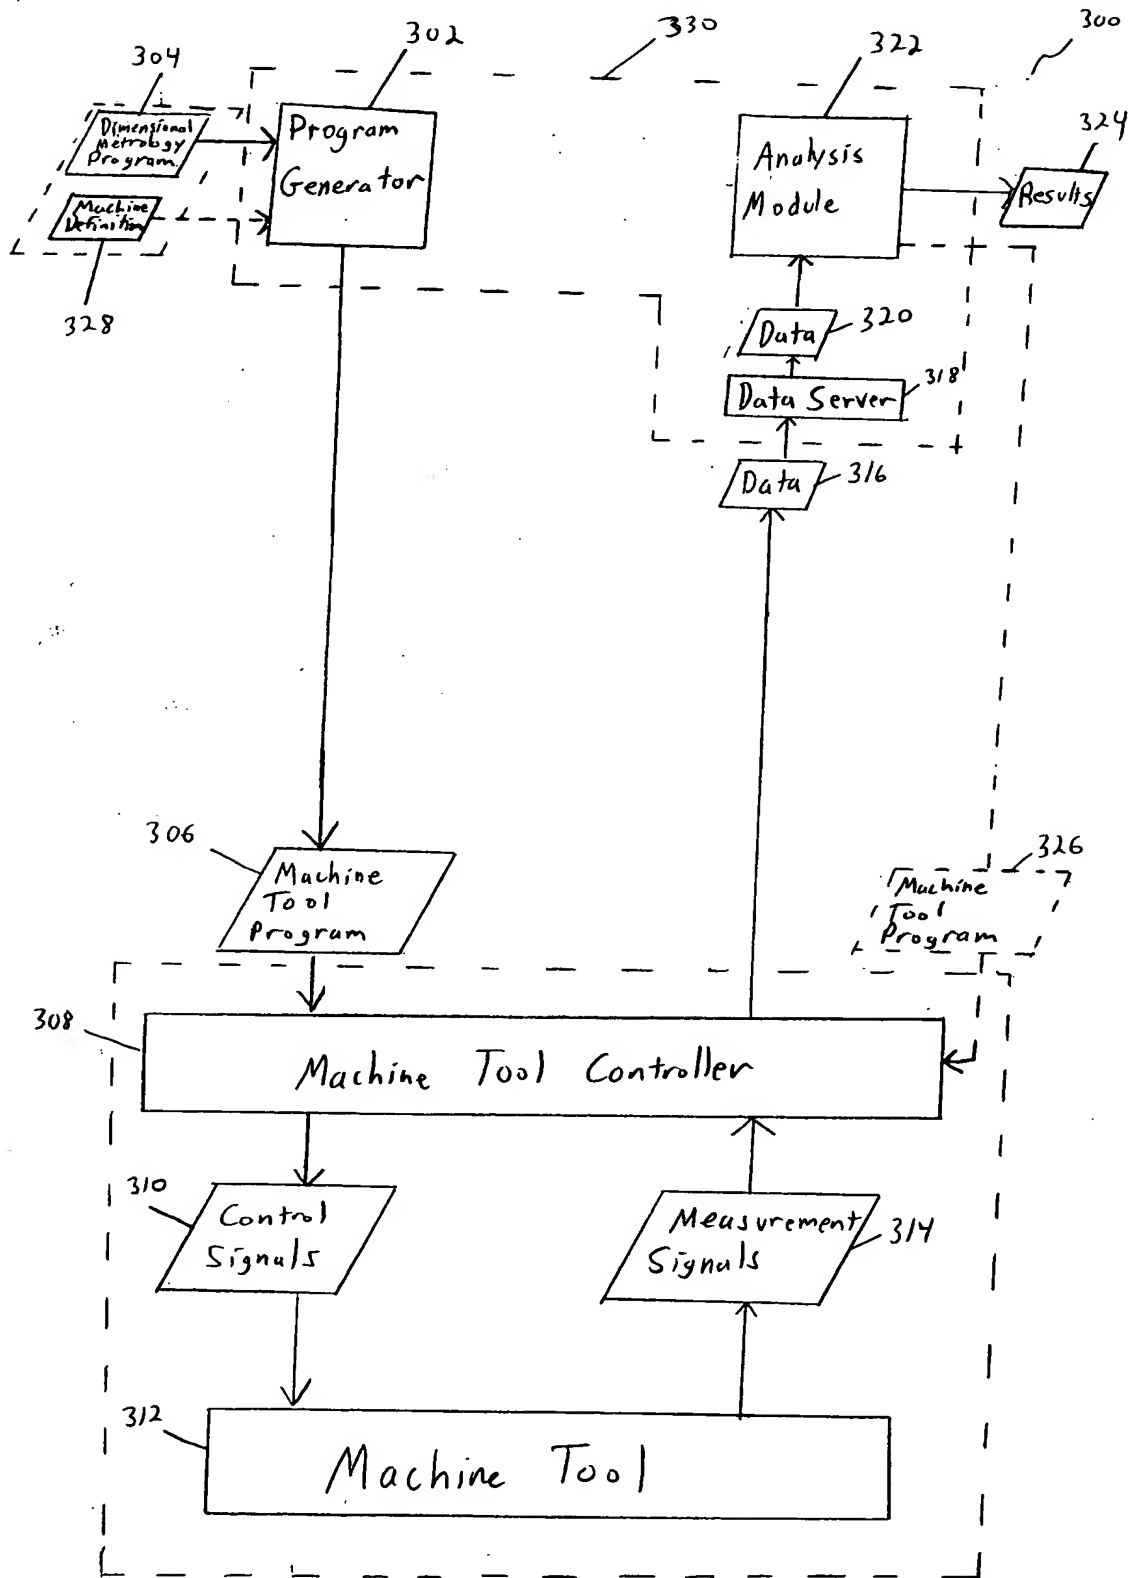 330
302
300
322
304
324
Dimensional
Metrology
Program
Program
Generator
Analysis
Module
Results
Machine
Definition
328
Data
320
Data Server
318
Data
316
306
Machine
Tool
Program
326
Machine
Tool
Program
308
Machine Tool Controller
310
Control
Signals
Measurement
Signals
314
312
Machine Tool